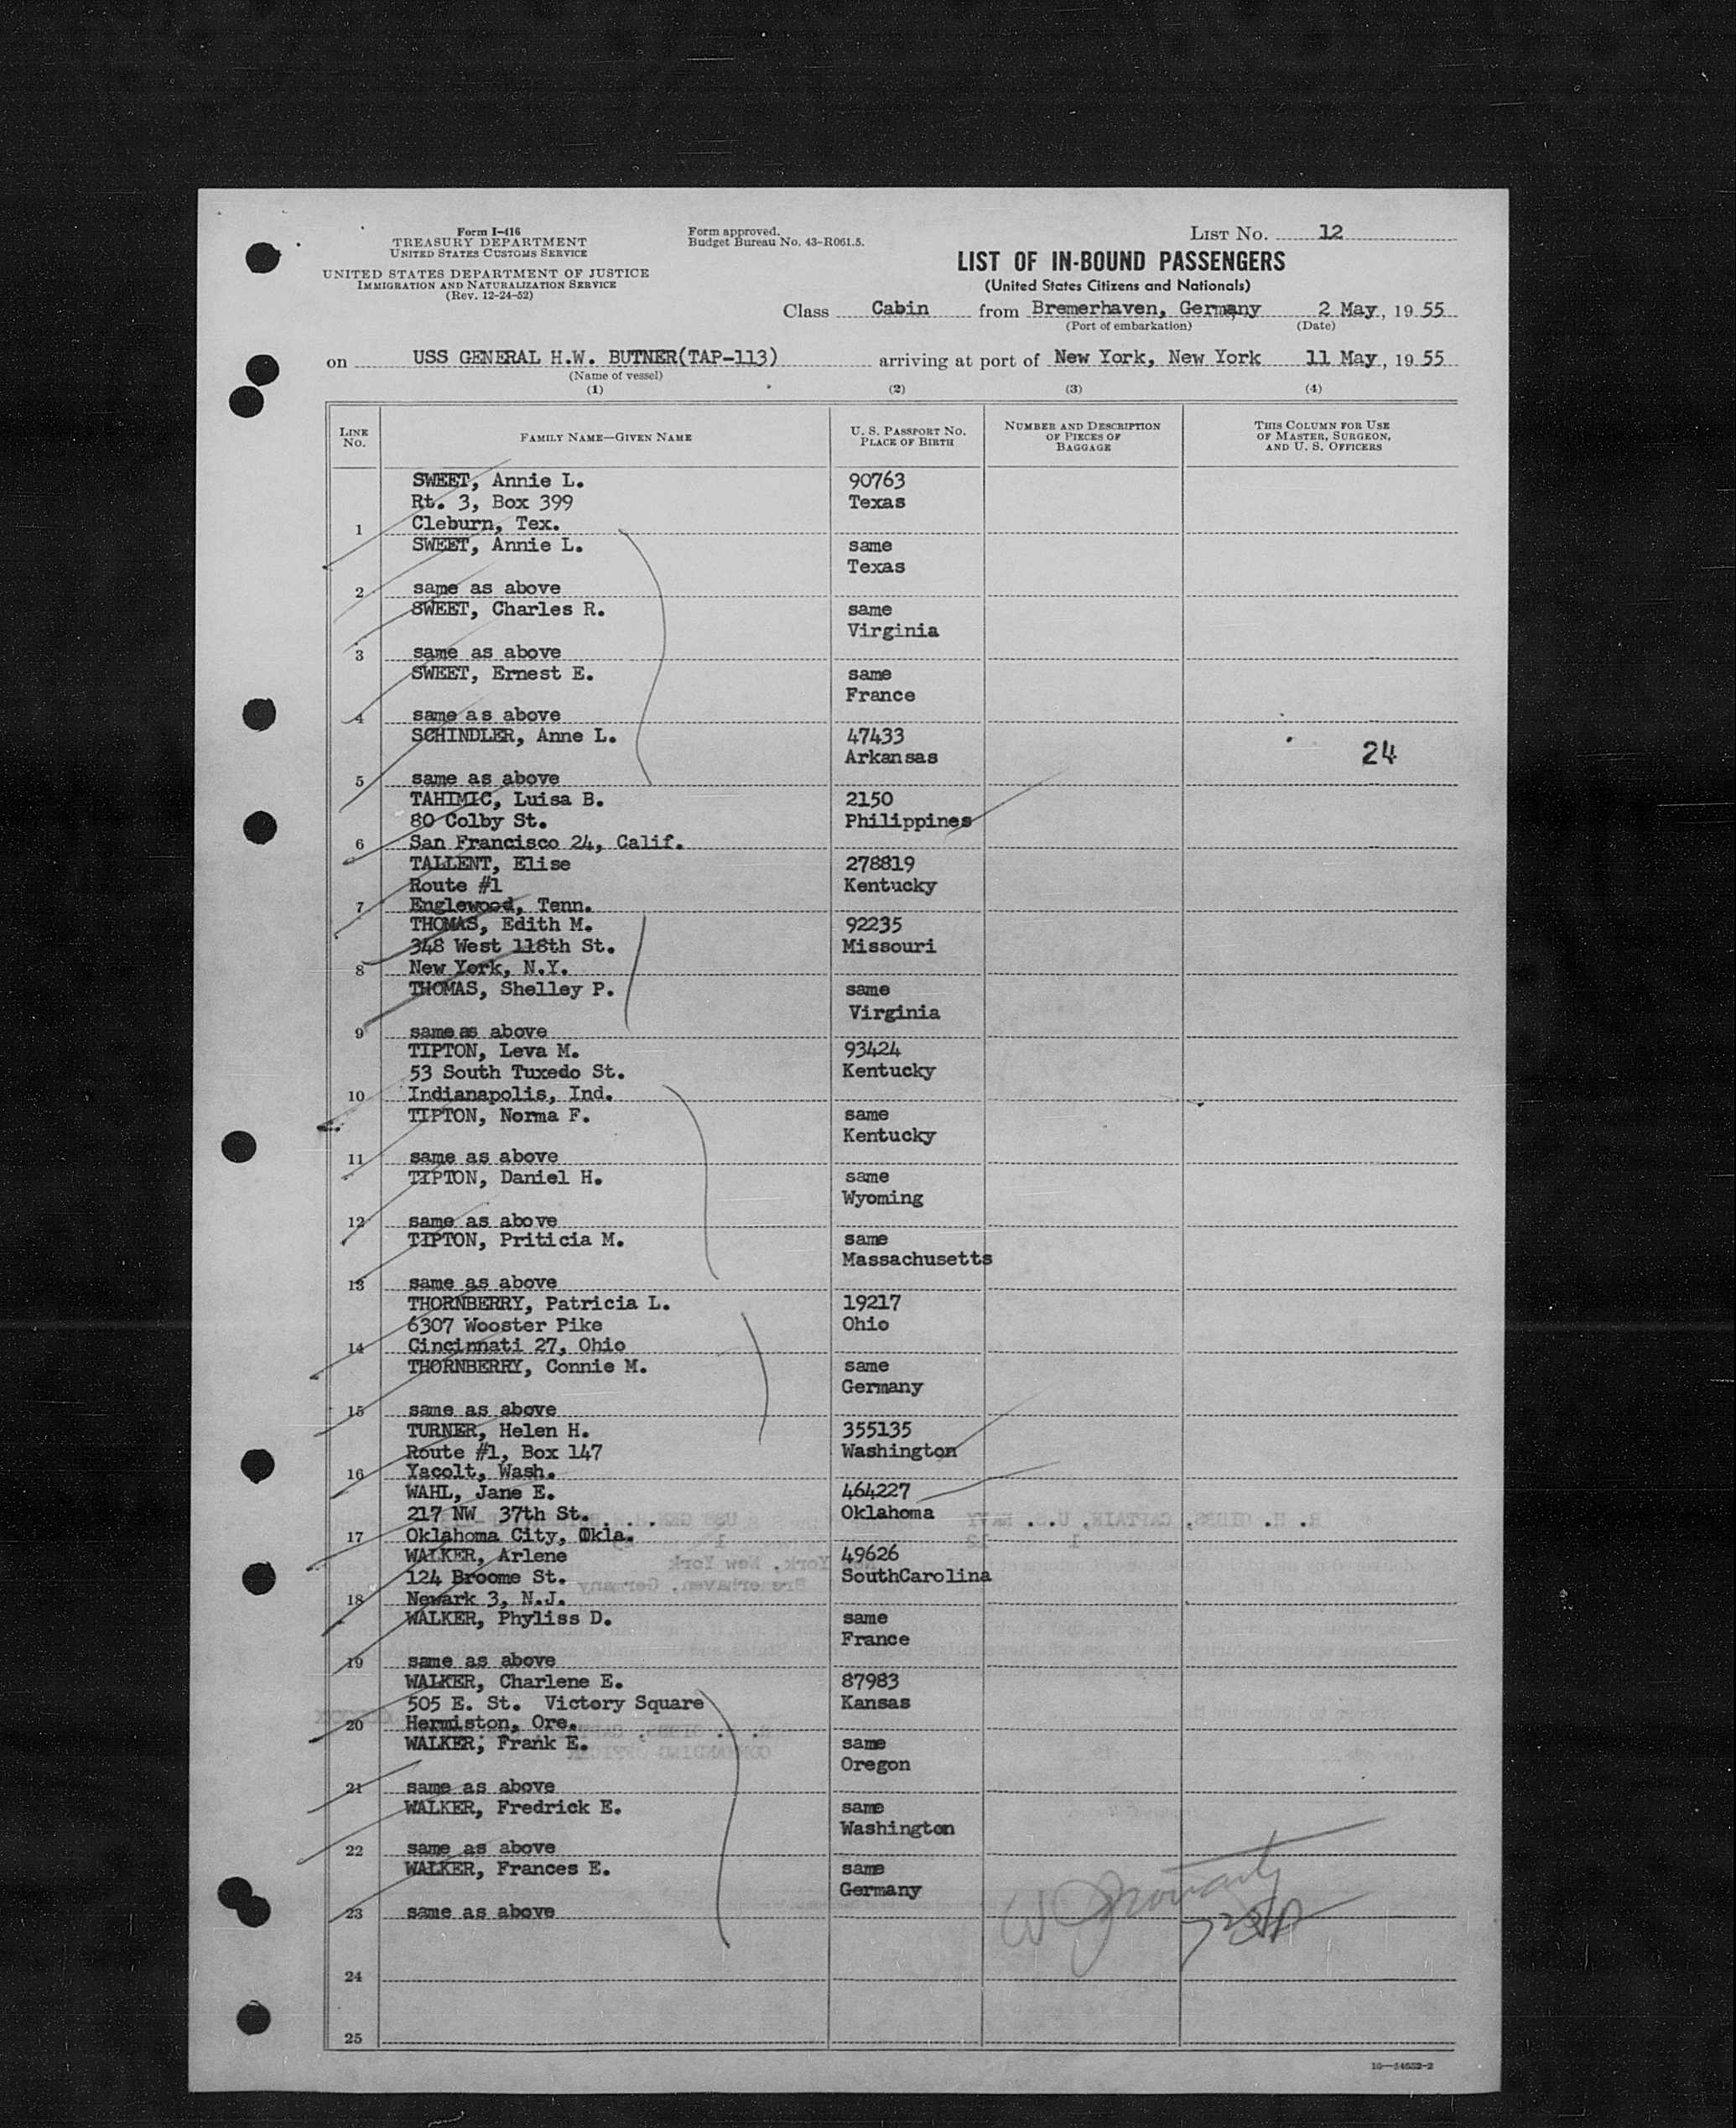 Form I-416
TREASURY DEPARTMENT
UNITED STATES CUSTOMS SERVICE
UNITED STATES DEPARTMENT OF JUSTICE
IMMIGRATION AND NATURALIZATION SERVICE
(Rev. 12-24-52)
Form approved.
Budget Bureau No. 43-R061.5.
LIST NO. 12
LIST OF IN-BOUND PASSENGERS
(United States Citizens and Nationals)
Class Cabin from Bremerhaven, Germany 2 May, 1955
(Port of embarkation) (Date)
on USS GENERAL H.W. BUTNER(TAP-113) arriving at port of New York, New York 11 May, 1955
(Name of vessel)
(1) (2) (3) (4)
LINE NO. FAMILY NAME—GIVEN NAME U. S. PASSPORT NO. PLACE OF BIRTH NUMBER AND DESCRIPTION OF PIECES OF BAGGAGE THIS COLUMN FOR USE OF MASTER, SURGEON, AND U. S. OFFICERS
SWEET, Annie L. 90763
Rt. 3, Box 399 Texas
1 Cleburn, Tex.
SWEET, Annie L. same
Texas
2 same as above
SWEET, Charles R. same
Virginia
3 same as above
SWEET, Ernest E. same
France
4 same as above
SCHINDLER, Anne L. 47433
Arkansas 24
5 same as above
TAHIMIC, Luisa B. 2150
80 Colby St. Philippines
6 San Francisco 24, Calif.
TALLENT, Elise 278819
Route #1 Kentucky
7 Englewood, Tenn.
THOMAS, Edith M. 92235
348 West 118th St. Missouri
8 New York, N.Y.
THOMAS, Shelley P. same
Virginia
9 same as above
TIPTON, Leva M. 93424
53 South Tuxedo St. Kentucky
10 Indianapolis, Ind.
TIPTON, Norma F. same
Kentucky
11 same as above
TIPTON, Daniel H. same
Wyoming
12 same as above
TIPTON, Priticia M. same
Massachusetts
13 same as above
THORNBERRY, Patricia L. 19217
6307 Wooster Pike Ohio
14 Cincinnati 27, Ohio
THORNBERRY, Connie M. same
Germany
15 same as above
TURNER, Helen H. 355135
Route #1, Box 147 Washington
16 Yacolt, Wash.
WAHL, Jane E. 464227
217 NW 37th St. Oklahoma
17 Oklahoma City, Okla.
WALKER, Arlene 49626
124 Broome St. SouthCarolina
18 Newark 3, N.J.
WALKER, Phyliss D. same
France
19 same as above
WALKER, Charlene E. 87983
505 E. St. Victory Square Kansas
20 Hermiston, Ore.
WALKER, Frank E. same
Oregon
21 same as above
WALKER, Fredrick E. same
Washington
22 same as above
WALKER, Frances E. same
Germany
23 same as above
24
25